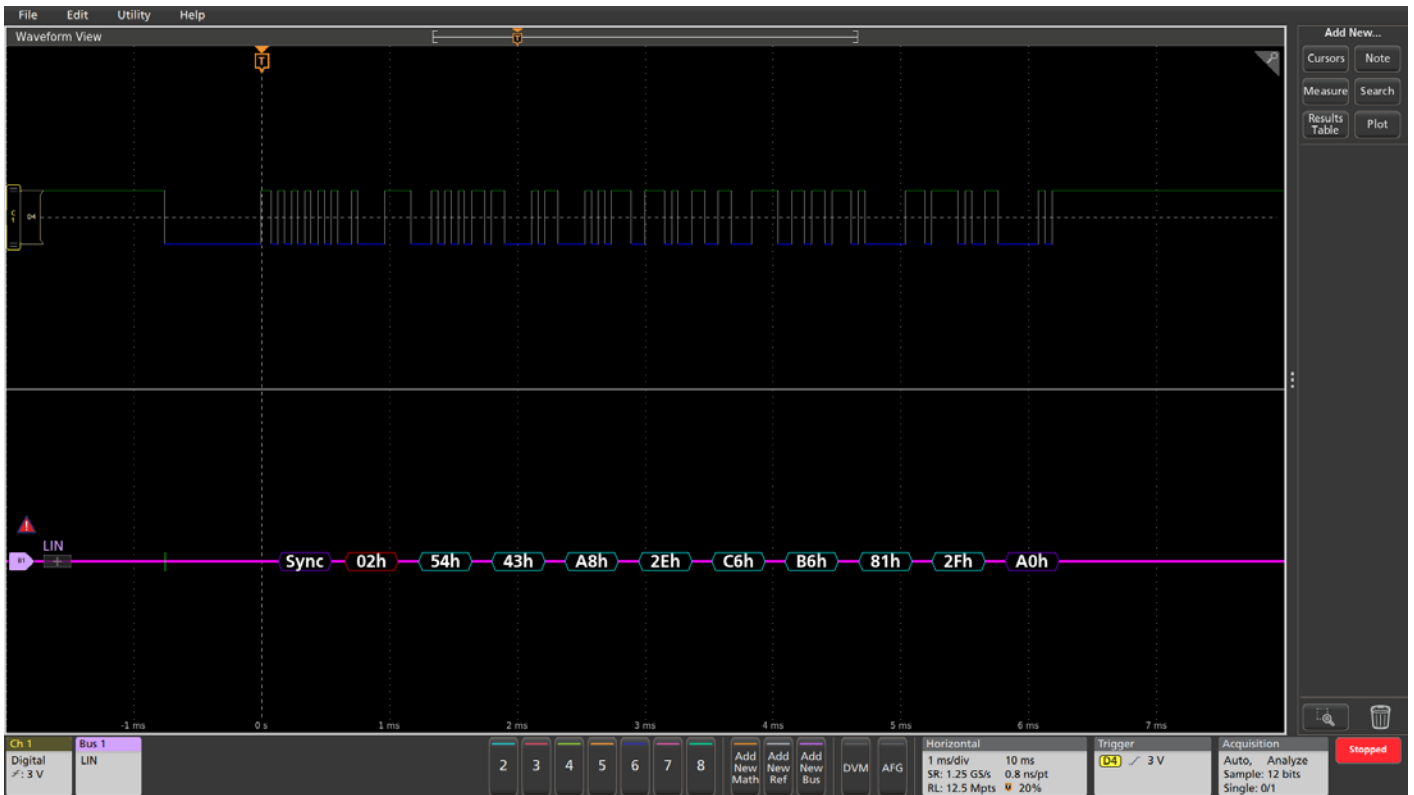 File Edit Utility Help
Waveform View
Add New...
Cursors Note
Measure Search
Results Table Plot
T
T
D4
LIN
B1
Sync 02h 54h 43h A8h 2Eh C6h B6h 81h 2Fh A0h
-1 ms 0 s 1 ms 2 ms 3 ms 4 ms 5 ms 6 ms 7 ms
Ch 1
Digital
: 3 V
Bus 1
LIN
2 3 4 5 6 7 8
Add New Math
Add New Ref
Add New Bus
DVM AFG
Horizontal
1 ms/div 10 ms
SR: 1.25 GS/s 0.8 ns/pt
RL: 12.5 Mpts 20%
Trigger
D4 3 V
Acquisition
Auto, Analyze
Sample: 12 bits
Single: 0/1
Stopped